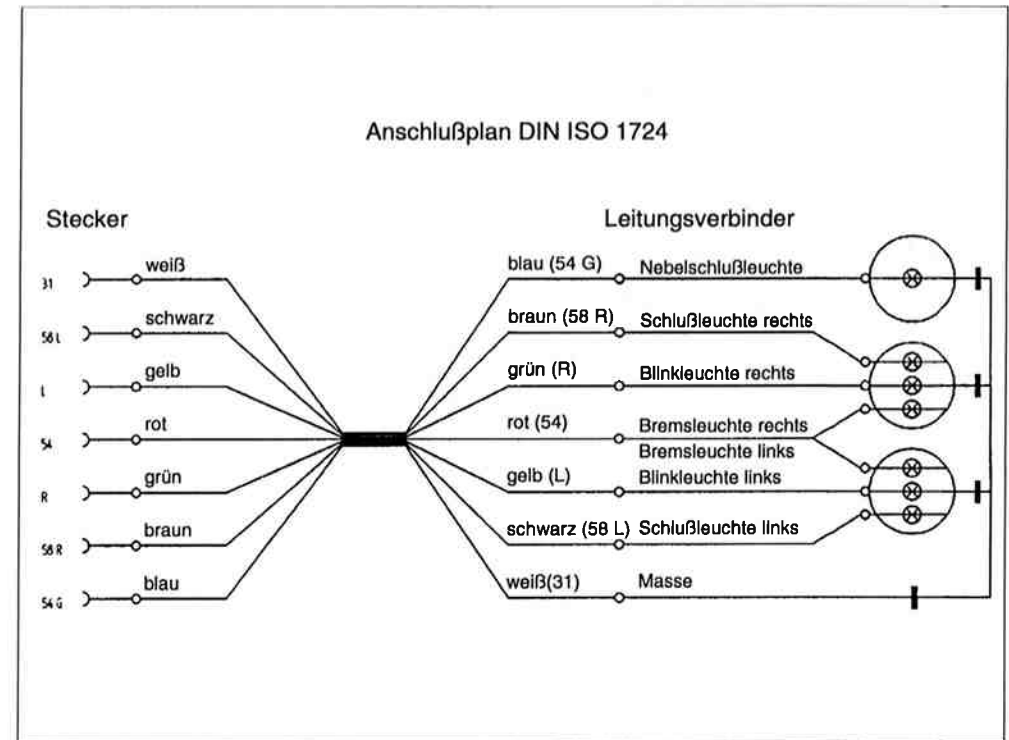 Anschlußplan DIN ISO 1724
Stecker
Leitungsverbinder
31 weiß
58 L schwarz
L gelb
54 rot
R grün
58 R braun
54 G blau
blau (54 G) Nebelschlußleuchte
braun (58 R) Schlußleuchte rechts
grün (R) Blinkleuchte rechts
rot (54) Bremsleuchte rechts
Bremsleuchte links
gelb (L) Blinkleuchte links
schwarz (58 L) Schlußleuchte links
weiß(31) Masse